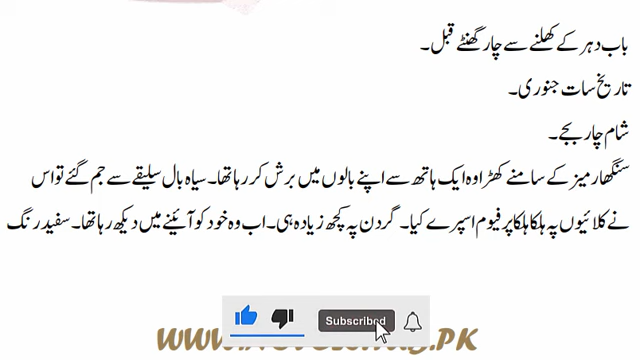 باب دہر کے کھلنے سے چار گھنٹے قبل۔
تاریخ سات جنوری۔
شام چار بجے۔
سنگھار میز کے سامنے کھڑا وہ ایک ہاتھ سے اپنے بالوں میں برش کر رہا تھا۔ سیاہ بال سلیقے سے جم گئے تو اس
نے کلائیوں پہ ہلکا ہلکا پرفیوم اسپرے کیا۔ گردن پہ کچھ زیادہ ہی۔ اب وہ خود کو آئینے میں دیکھ رہا تھا۔ سفید رنگ
Subscribed